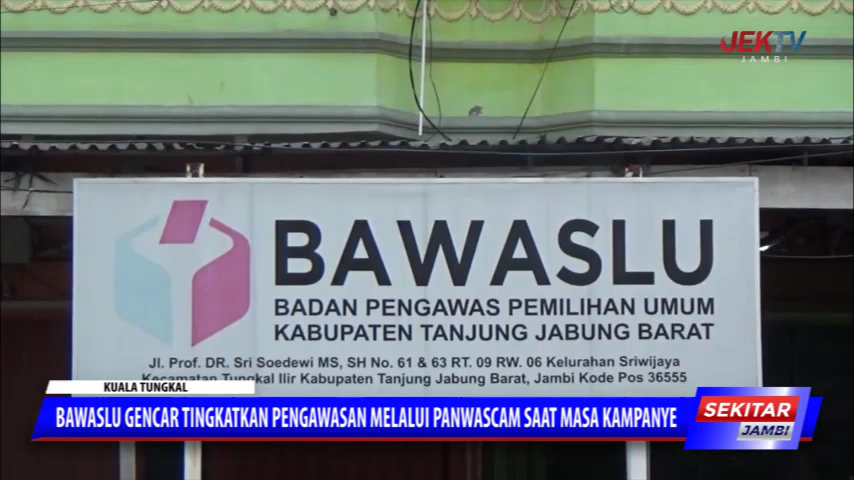 JEKTV
JAMBI
BAWASLU
BADAN PENGAWAS PEMILIHAN UMUM
KABUPATEN TANJUNG JABUNG BARAT
Jl. Prof. DR. Sri Soedewi MS, SH No. 61 & 63 RT. 09 RW. 06 Kelurahan Sriwijaya
Kecamatan Tungkal Ilir Kabupaten Tanjung Jabung Barat, Jambi Kode Pos 36555
KUALA TUNGKAL
BAWASLU GENCAR TINGKATKAN PENGAWASAN MELALUI PANWASCAM SAAT MASA KAMPANYE
SEKITAR
JAMBI